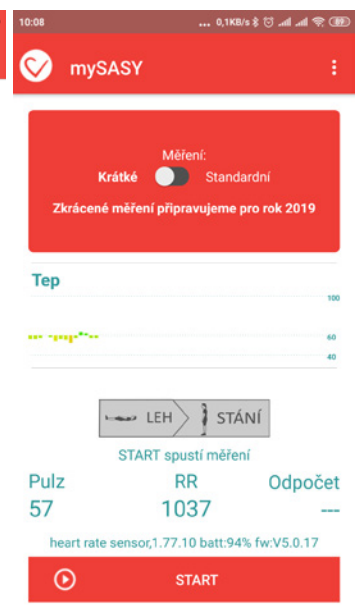 10:08
... 0,1KB/s 89
mySASY
Měření:
Krátké Standardní
Zkrácené měření připravujeme pro rok 2019
Tep
100
60
40
LEH STÁNÍ
START spustí měření
Pulz RR Odpočet
57 1037 ---
heart rate sensor,1.77.10 batt:94% fw:V5.0.17
START